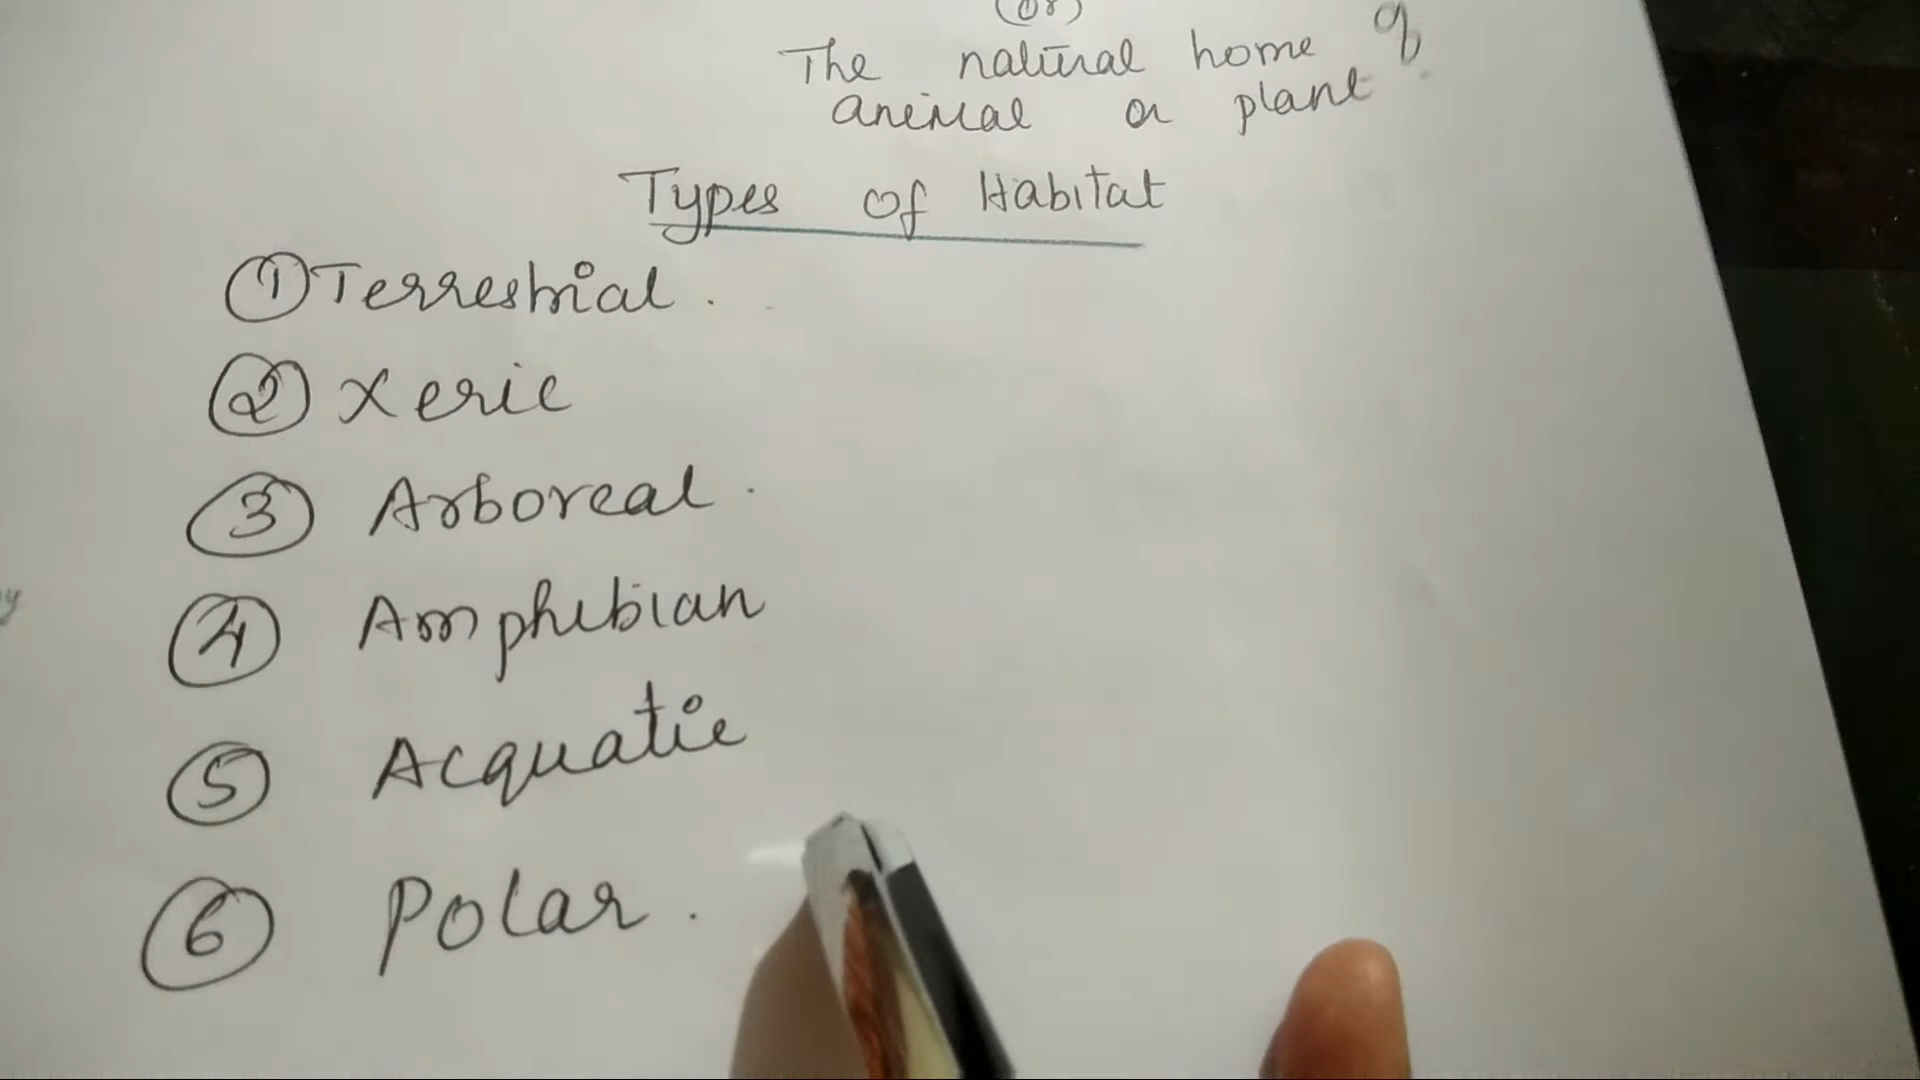 (or)
The natural home of
animal or plant.
Types of Habitat
① Terrestrial.
② Xeric
③ Arboreal.
④ Amphibian
⑤ Acquatic
⑥ Polar.